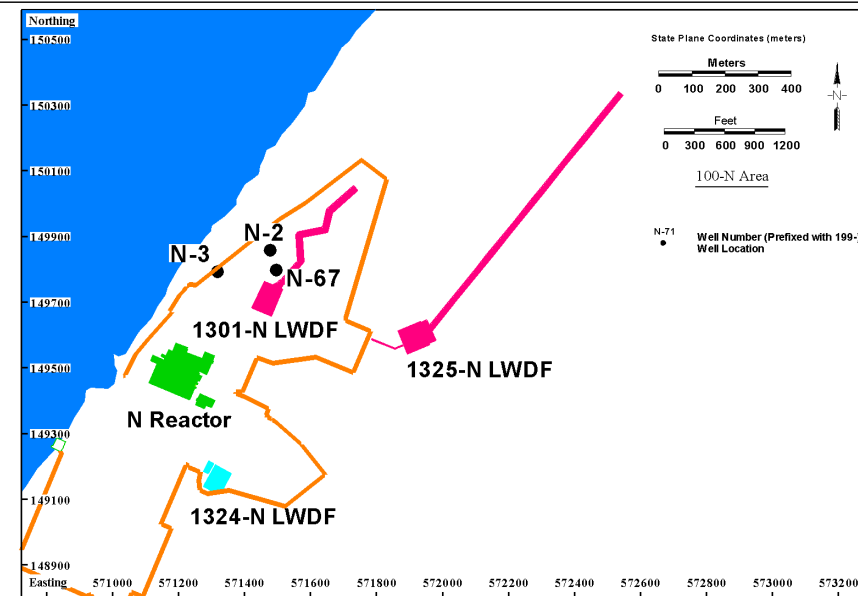 Northing
150500
150300
150100
149900
149700
149500
149300
149100
148900
Easting
571000
571200
571400
571600
571800
572000
572200
572400
572600
572800
573000
573200
State Plane Coordinates (meters)
Meters
0 100 200 300 400
Feet
0 300 600 900 1200
-N-
100-N Area
N-71
Well Number (Prefixed with 199-)
Well Location
N-2
N-3
N-67
1301-N LWDF
1325-N LWDF
N Reactor
1324-N LWDF